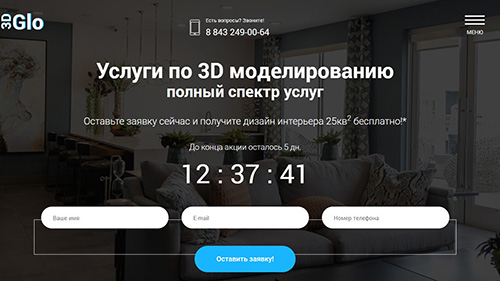 3D Glo
Есть вопросы? Звоните!
8 843 249-00-64
МЕНЮ
Услуги по 3D моделированию
полный спектр услуг
Оставьте заявку сейчас и получите дизайн интерьера 25кв² бесплатно!*
До конца акции осталось 5 дн.
12 : 37 : 41
Ваше имя
E-mail
Номер телефона
Оставить заявку!